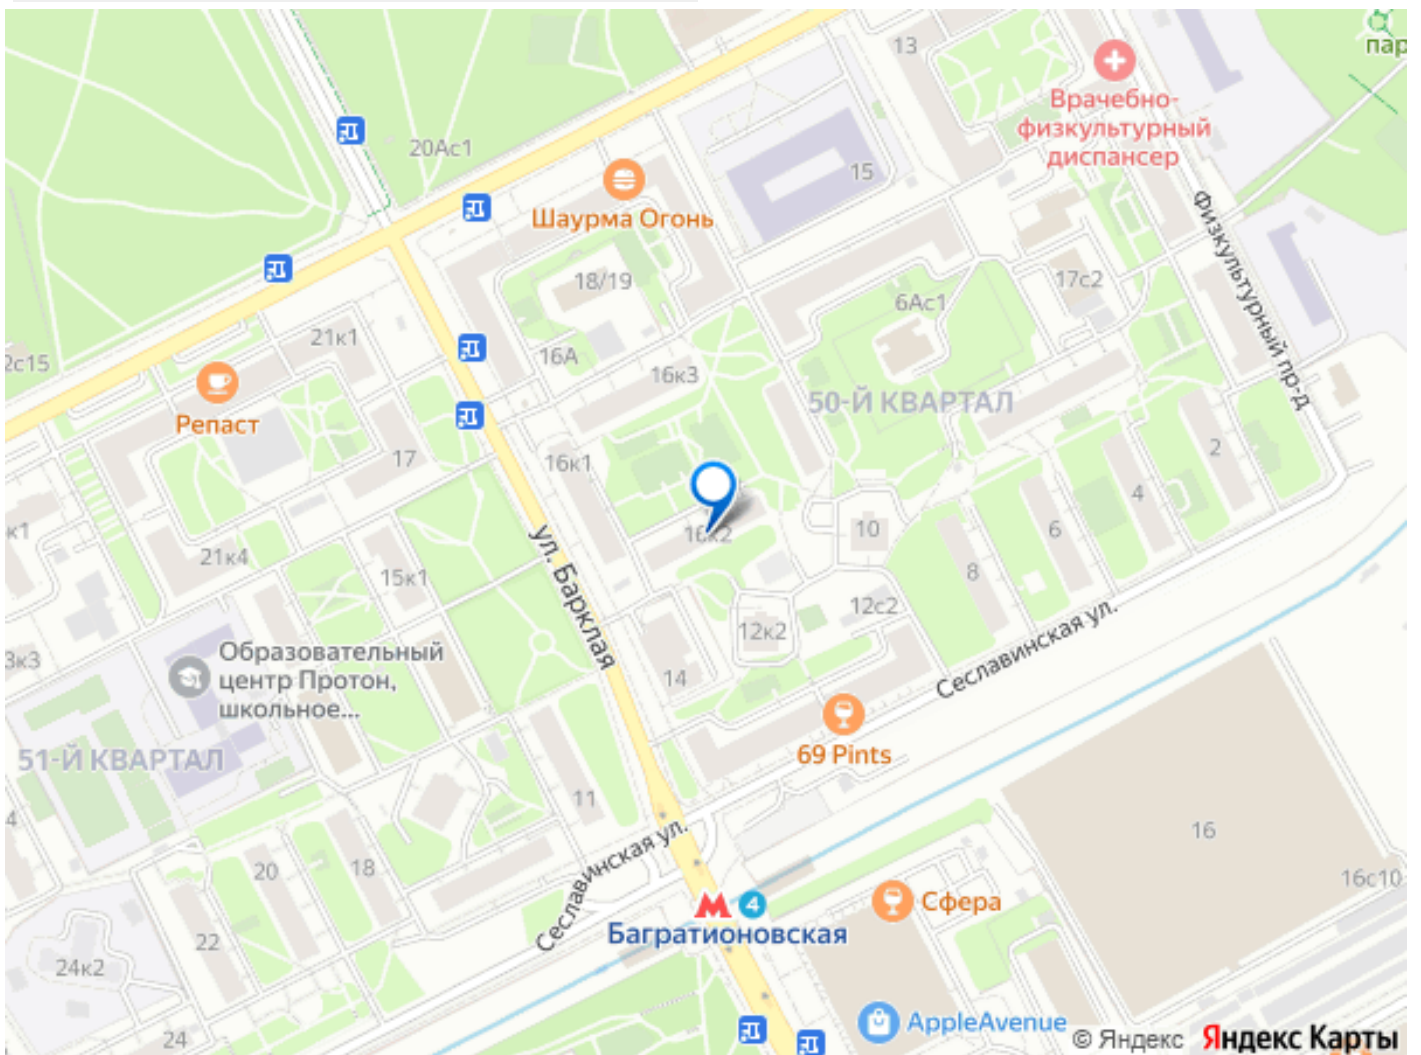 13
пар
Врачебно-
физкультурный
диспансер
20Ас1
15
Шаурма Огонь
Физкультурный пр-д
18/19
17с2
6Ас1
21к1
2с15
16А
16к3
50-Й КВАРТАЛ
Репаст
17
16к1
2
4
16к2
10
6
к1
21к4
ул. Барклая
15к1
8
12с2
12к2
Сеславинская ул.
3к3
Образовательный
центр Протон,
школьное...
14
51-Й КВАРТАЛ
69 Pints
11
4
16
Сеславинская ул.
20
18
16с10
4
Сфера
Багратионовская
22
24к2
AppleAvenue
24
© Яндекс Яндекс Карты